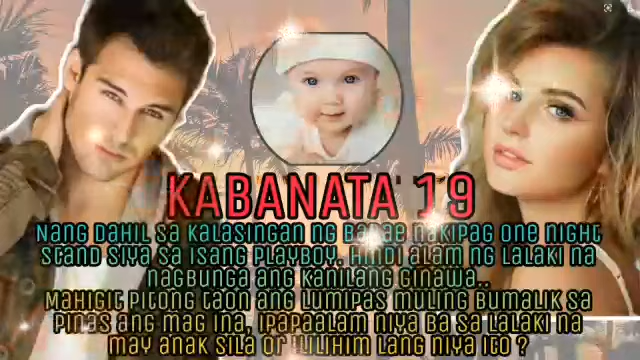 KABANATA 19
Nang dahil sa kalasingan ng babae nakipag one night
stand siya sa isang playboy. Hindi alam ng lalaki na
nagbunga ang kanilang ginawa..
Mahigit pitong taon ang lumipas muling bumalik sa
Pinas ang mag ina, ipapaalam niya ba sa lalaki na
may anak sila or ililihim lang niya ito ?